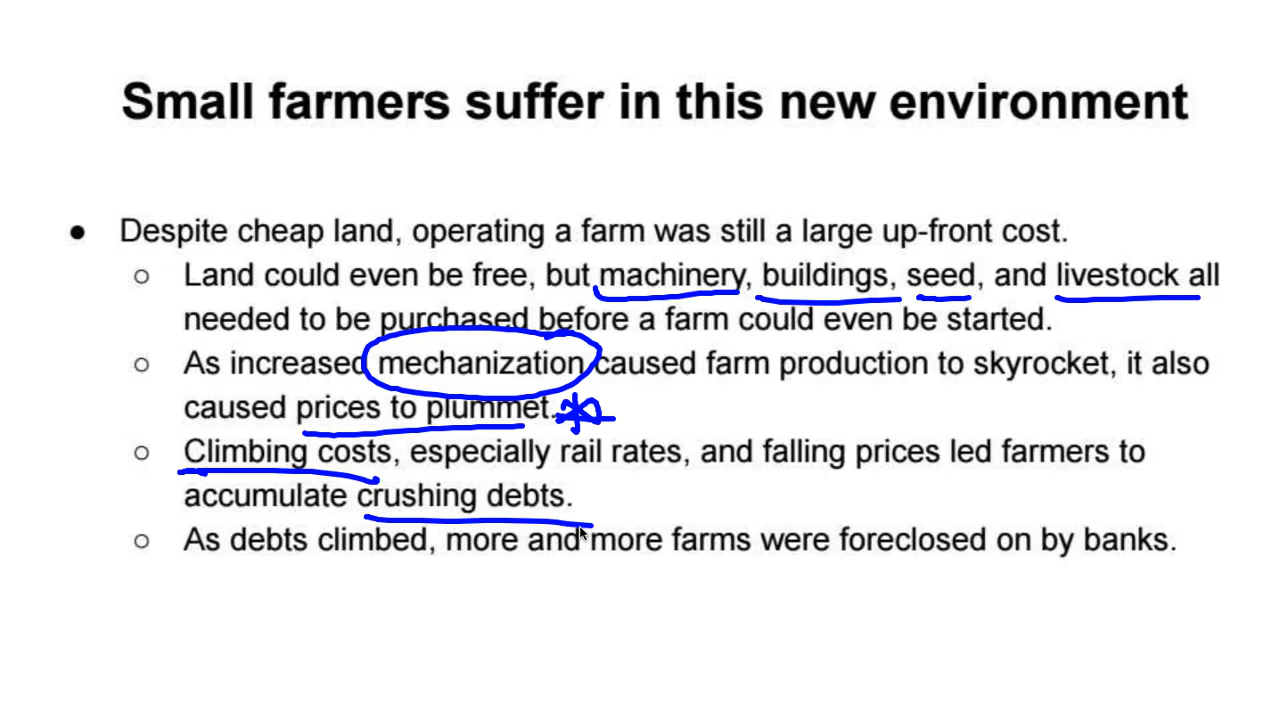 Small farmers suffer in this new environment
● Despite cheap land, operating a farm was still a large up-front cost.
○ Land could even be free, but machinery, buildings, seed, and livestock all
needed to be purchased before a farm could even be started.
○ As increased mechanization caused farm production to skyrocket, it also
caused prices to plummet.
○ Climbing costs, especially rail rates, and falling prices led farmers to
accumulate crushing debts.
○ As debts climbed, more and more farms were foreclosed on by banks.